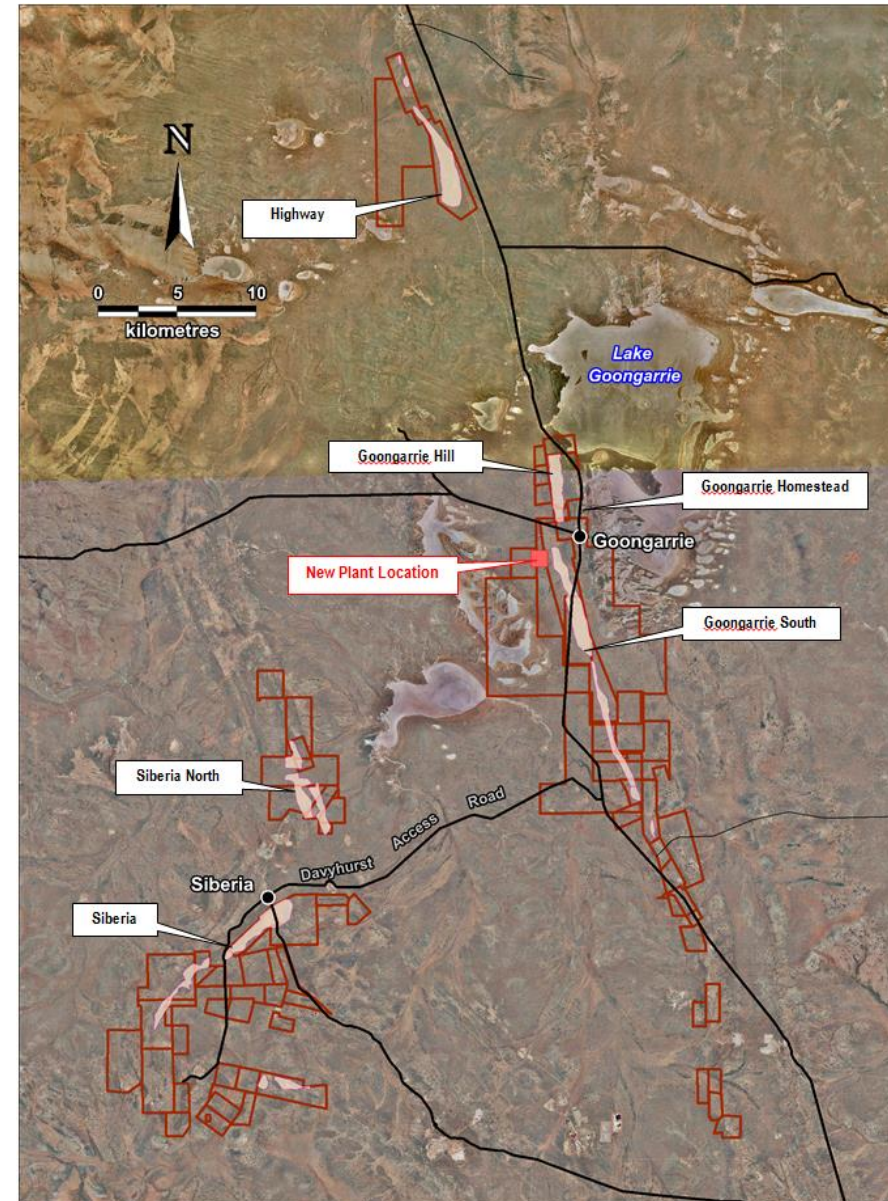 N
Highway
0 5 10
kilometres
Lake
Goongarrie
Goongarrie Hill
Goongarrie Homestead
Goongarrie
New Plant Location
Goongarrie South
Siberia North
Davyhurst Access Road
Siberia
Siberia